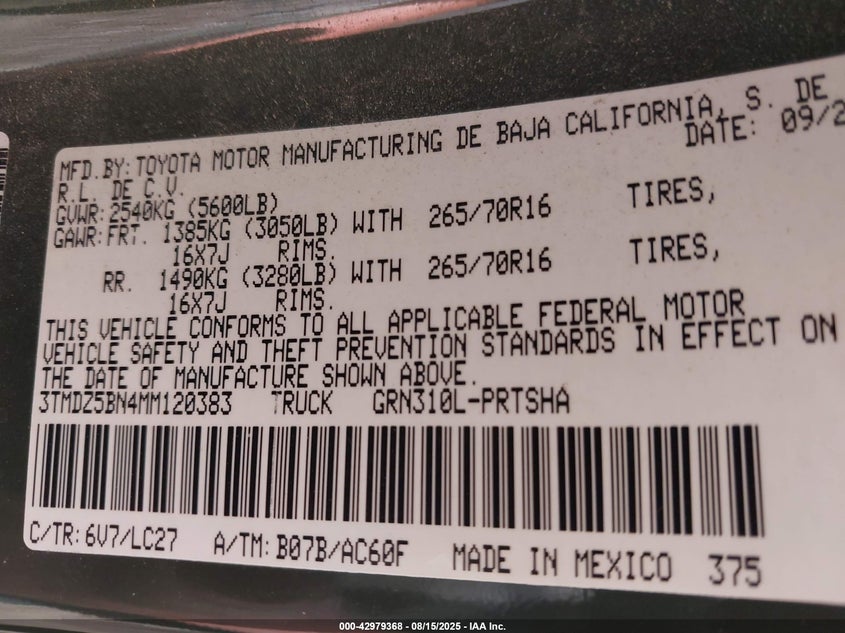 MFD.BY: TOYOTA MOTOR MANUFACTURING DE BAJA CALIFORNIA, S. DE
R.L. DE C.V. DATE: 09/2
GVWR: 2540KG (5600LB)
GAWR: FRT. 1385KG (3050LB) WITH 265/70R16 TIRES,
16X7J RIMS.
RR. 1490KG (3280LB) WITH 265/70R16 TIRES,
16X7J RIMS.
THIS VEHICLE CONFORMS TO ALL APPLICABLE FEDERAL MOTOR
VEHICLE SAFETY AND THEFT PREVENTION STANDARDS IN EFFECT ON
THE DATE OF MANUFACTURE SHOWN ABOVE.
3TMDZ5BN4MM120383 TRUCK GRN310L-PRTSHA
C/TR: 6V7/LC27 A/TM: B07B/AC60F MADE IN MEXICO 375
000-42979368 - 08/15/2025 - IAA Inc.